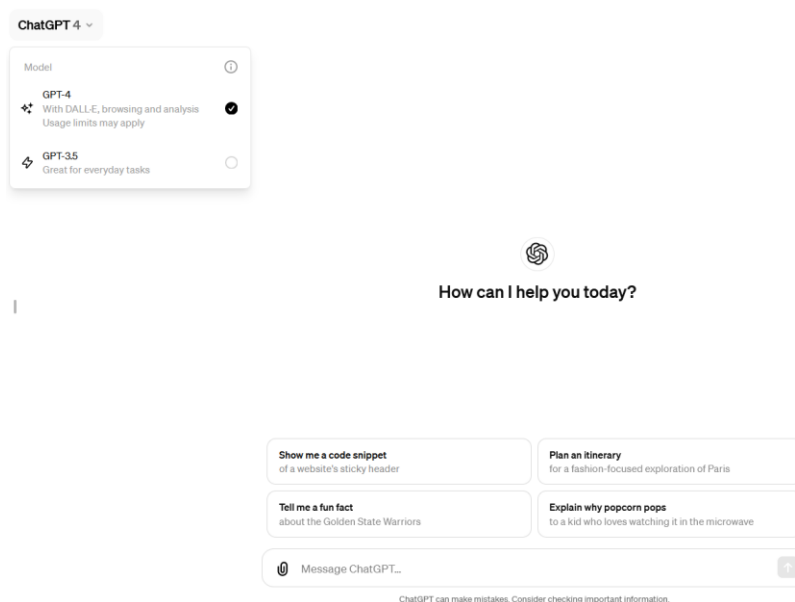 ChatGPT 4
Model
GPT-4
With DALL·E, browsing and analysis
Usage limits may apply
GPT-3.5
Great for everyday tasks
How can I help you today?
Show me a code snippet
of a website's sticky header
Plan an itinerary
for a fashion-focused exploration of Paris
Tell me a fun fact
about the Golden State Warriors
Explain why popcorn pops
to a kid who loves watching it in the microwave
Message ChatGPT...
ChatGPT can make mistakes. Consider checking important information.